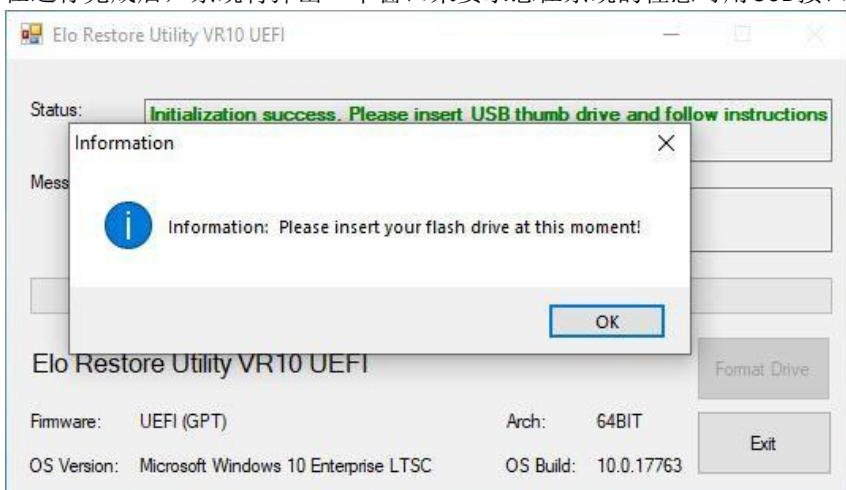 Elo Restore Utility VR10 UEFI
Status:
Initialization success. Please insert USB thumb drive and follow instructions
Information
Mess
Information: Please insert your flash drive at this moment!
OK
Elo Restore Utility VR10 UEFI
Format Drive
Firmware: UEFI (GPT) Arch: 64BIT
Exit
OS Version: Microsoft Windows 10 Enterprise LTSC OS Build: 10.0.17763